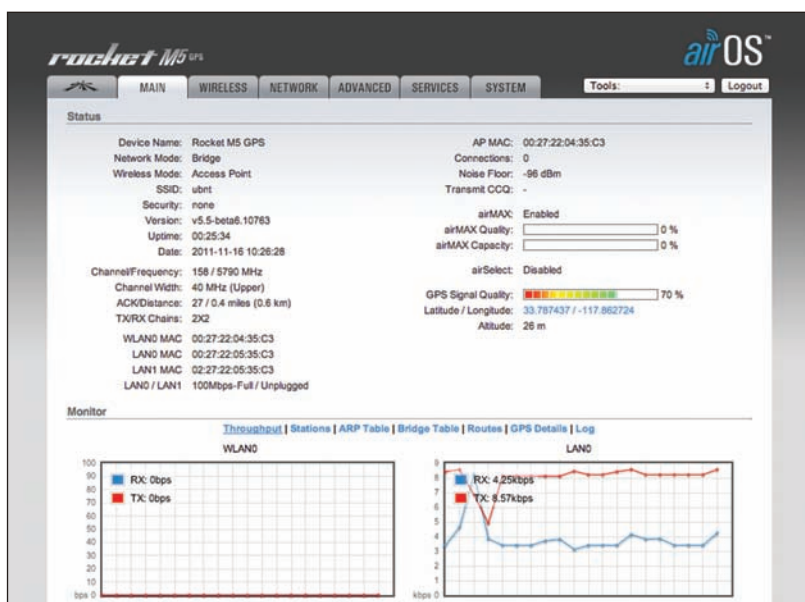 rocket M5 GPS
airOS™
MAIN WIRELESS NETWORK ADVANCED SERVICES SYSTEM Tools: Logout
Status
Device Name: Rocket M5 GPS
Network Mode: Bridge
Wireless Mode: Access Point
SSID: ubnt
Security: none
Version: v5.5-beta6.10763
Uptime: 00:25:34
Date: 2011-11-16 10:26:28
Channel/Frequency: 158 / 5790 MHz
Channel Width: 40 MHz (Upper)
ACK/Distance: 27 / 0.4 miles (0.6 km)
TX/RX Chains: 2X2
WLAN0 MAC 00:27:22:04:35:C3
LAN0 MAC 00:27:22:05:35:C3
LAN1 MAC 02:27:22:05:35:C3
LAN0 / LAN1 100Mbps-Full / Unplugged
AP MAC: 00:27:22:04:35:C3
Connections: 0
Noise Floor: -96 dBm
Transmit CCQ: -
airMAX: Enabled
airMAX Quality: 0 %
airMAX Capacity: 0 %
airSelect: Disabled
GPS Signal Quality: 70 %
Latitude / Longitude: 33.787437 / -117.862724
Altitude: 26 m
Monitor
Throughput | Stations | ARP Table | Bridge Table | Routes | GPS Details | Log
WLAN0
100
90
80
70
60
50
40
30
20
10
bps 0
RX: 0bps
TX: 0bps
LAN0
9
8
7
6
5
4
3
2
1
kbps 0
RX: 4.25kbps
TX: 8.57kbps